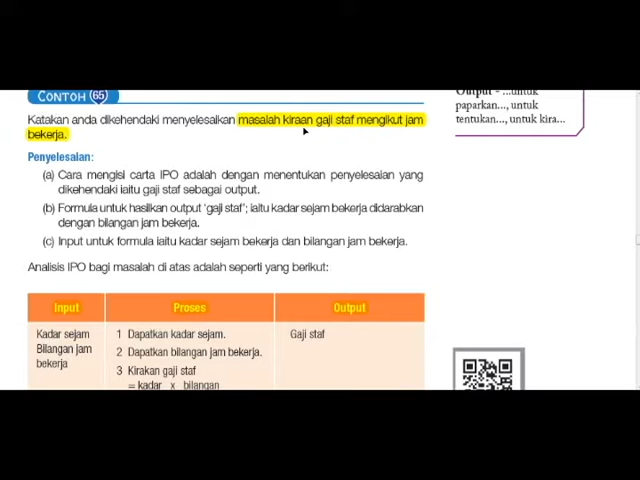 CONTOH 65
Katakan anda dikehendaki menyelesaikan masalah kiraan gaji staf mengikut jam
bekerja.
Penyelesaian:
(a) Cara mengisi carta IPO adalah dengan menentukan penyelesaian yang
dikehendaki iaitu gaji staf sebagai output.
(b) Formula untuk hasilkan output ‘gaji staf’; iaitu kadar sejam bekerja didarabkan
dengan bilangan jam bekerja.
(c) Input untuk formula iaitu kadar sejam bekerja dan bilangan jam bekerja.
Analisis IPO bagi masalah di atas adalah seperti yang berikut:
Input Proses Output
Kadar sejam
Bilangan jam
bekerja
1 Dapatkan kadar sejam.
2 Dapatkan bilangan jam bekerja.
3 Kirakan gaji staf
= kadar x bilangan
Gaji staf
Output - ...untuk
paparkan..., untuk
tentukan..., untuk kira...